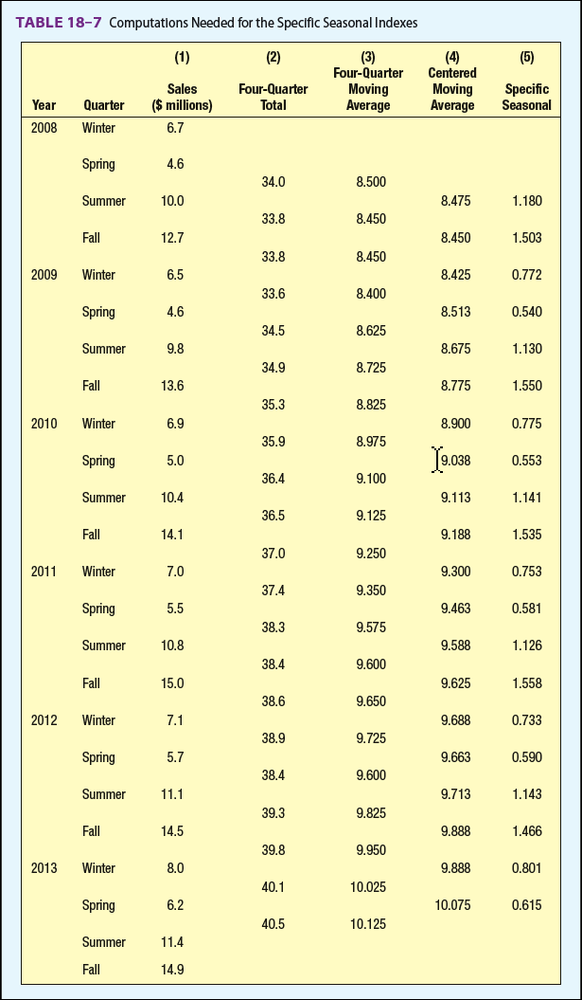 TABLE 18–7 Computations Needed for the Specific Seasonal Indexes
(1) (2) (3) (4) (5)
Four-Quarter Centered
Sales Four-Quarter Moving Moving Specific
Year Quarter ($ millions) Total Average Average Seasonal
2008 Winter 6.7
Spring 4.6
34.0 8.500
Summer 10.0 8.475 1.180
33.8 8.450
Fall 12.7 8.450 1.503
33.8 8.450
2009 Winter 6.5 8.425 0.772
33.6 8.400
Spring 4.6 8.513 0.540
34.5 8.625
Summer 9.8 8.675 1.130
34.9 8.725
Fall 13.6 8.775 1.550
35.3 8.825
2010 Winter 6.9 8.900 0.775
35.9 8.975
Spring 5.0 9.038 0.553
36.4 9.100
Summer 10.4 9.113 1.141
36.5 9.125
Fall 14.1 9.188 1.535
37.0 9.250
2011 Winter 7.0 9.300 0.753
37.4 9.350
Spring 5.5 9.463 0.581
38.3 9.575
Summer 10.8 9.588 1.126
38.4 9.600
Fall 15.0 9.625 1.558
38.6 9.650
2012 Winter 7.1 9.688 0.733
38.9 9.725
Spring 5.7 9.663 0.590
38.4 9.600
Summer 11.1 9.713 1.143
39.3 9.825
Fall 14.5 9.888 1.466
39.8 9.950
2013 Winter 8.0 9.888 0.801
40.1 10.025
Spring 6.2 10.075 0.615
40.5 10.125
Summer 11.4
Fall 14.9